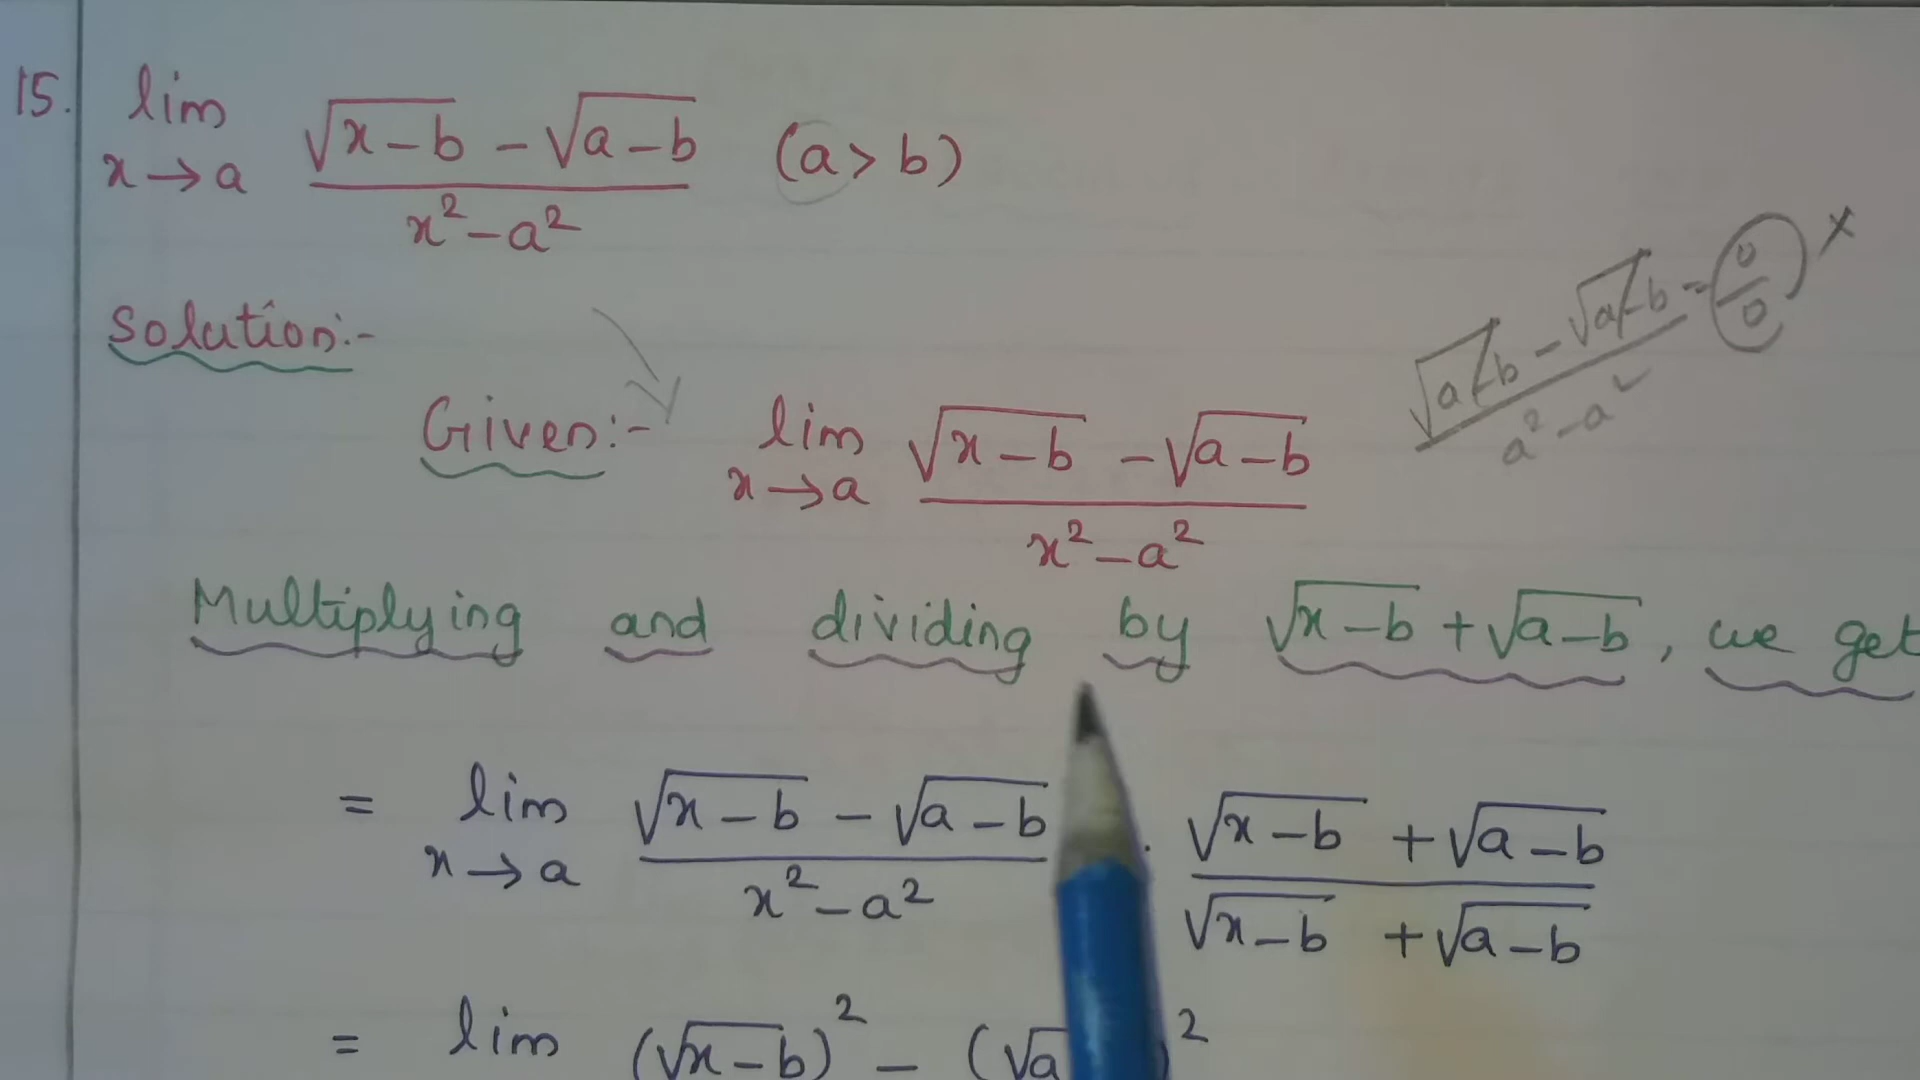 15. lim x→a (√(x-b) - √(a-b)) / (x² - a²) (a > b)
√(a-b) - √(a-b) / a² - a² = 0/0 ×
Solution:-
Given:- lim x→a (√(x-b) - √(a-b)) / (x² - a²)
Multiplying and dividing by √(x-b) + √(a-b), we get
= lim x→a (√(x-b) - √(a-b)) / (x² - a²) · (√(x-b) + √(a-b)) / (√(x-b) + √(a-b))
= lim (√(x-b))² - (√a )²